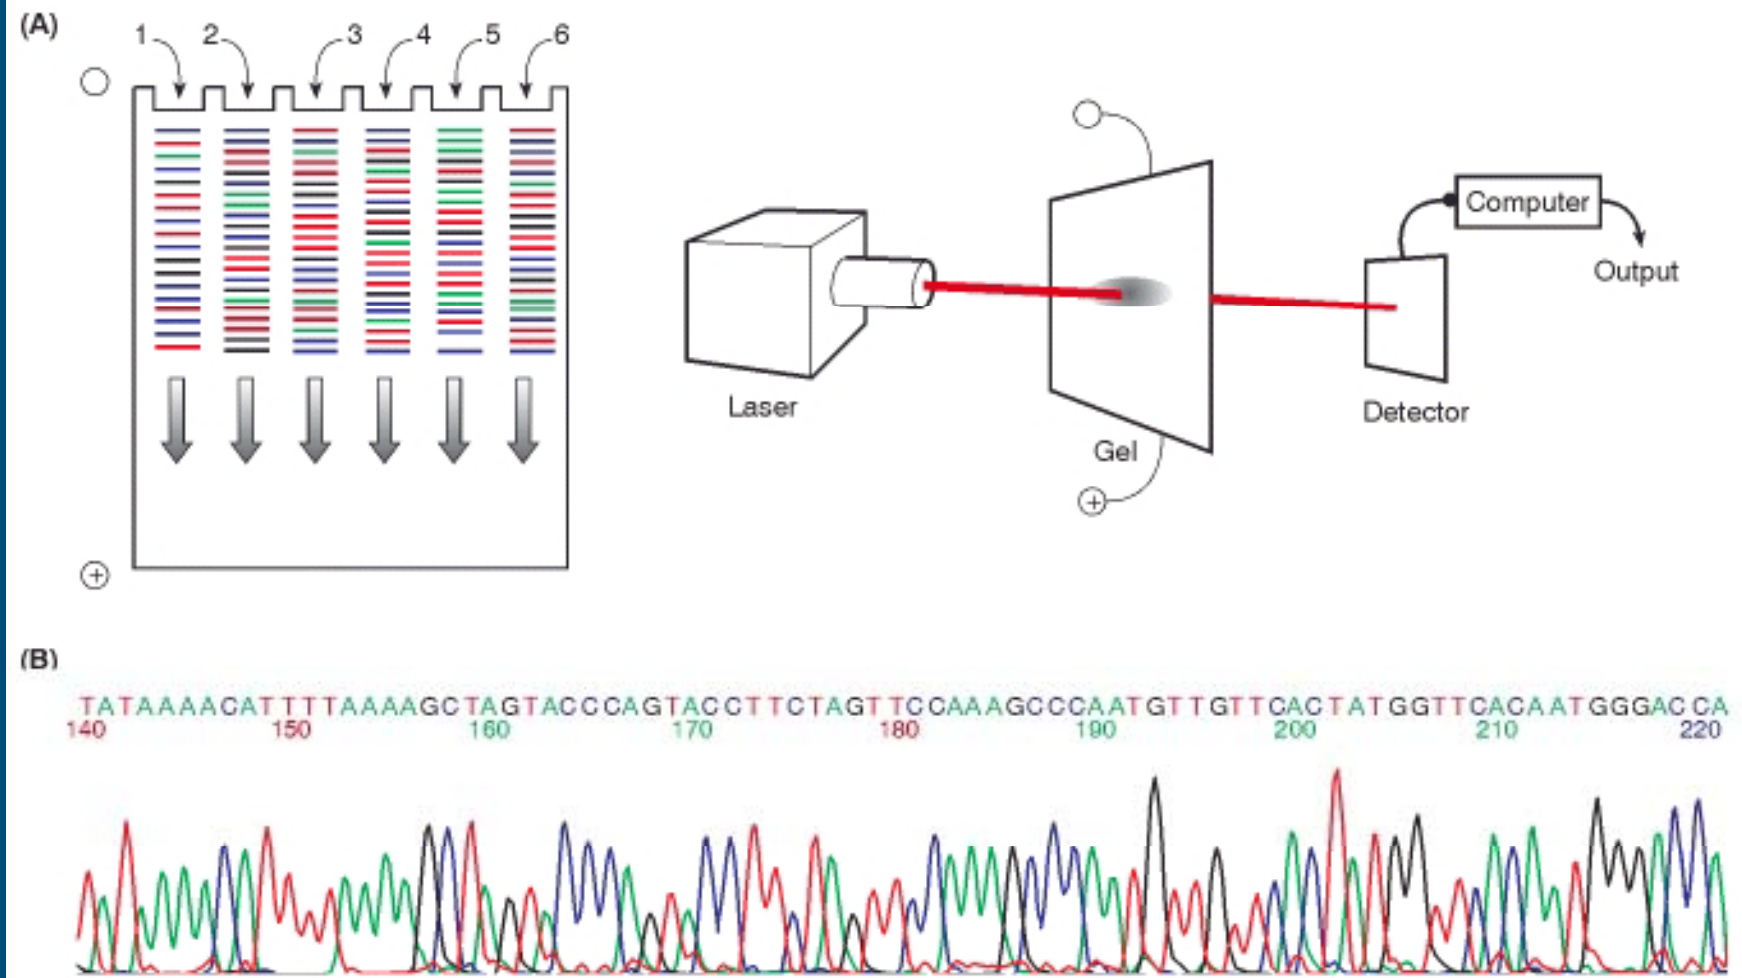 (A)
1 2 3 4 5 6
+
Laser
Gel
+
Detector
Computer
Output
(B)
TATAAAACATTTTAAAAGCTAGTACCCAGTACCTTCTAGTTCCAAAGCCCAATGTTGTTCACTATGGTTCACAATGGGACCA
140 150 160 170 180 190 200 210 220